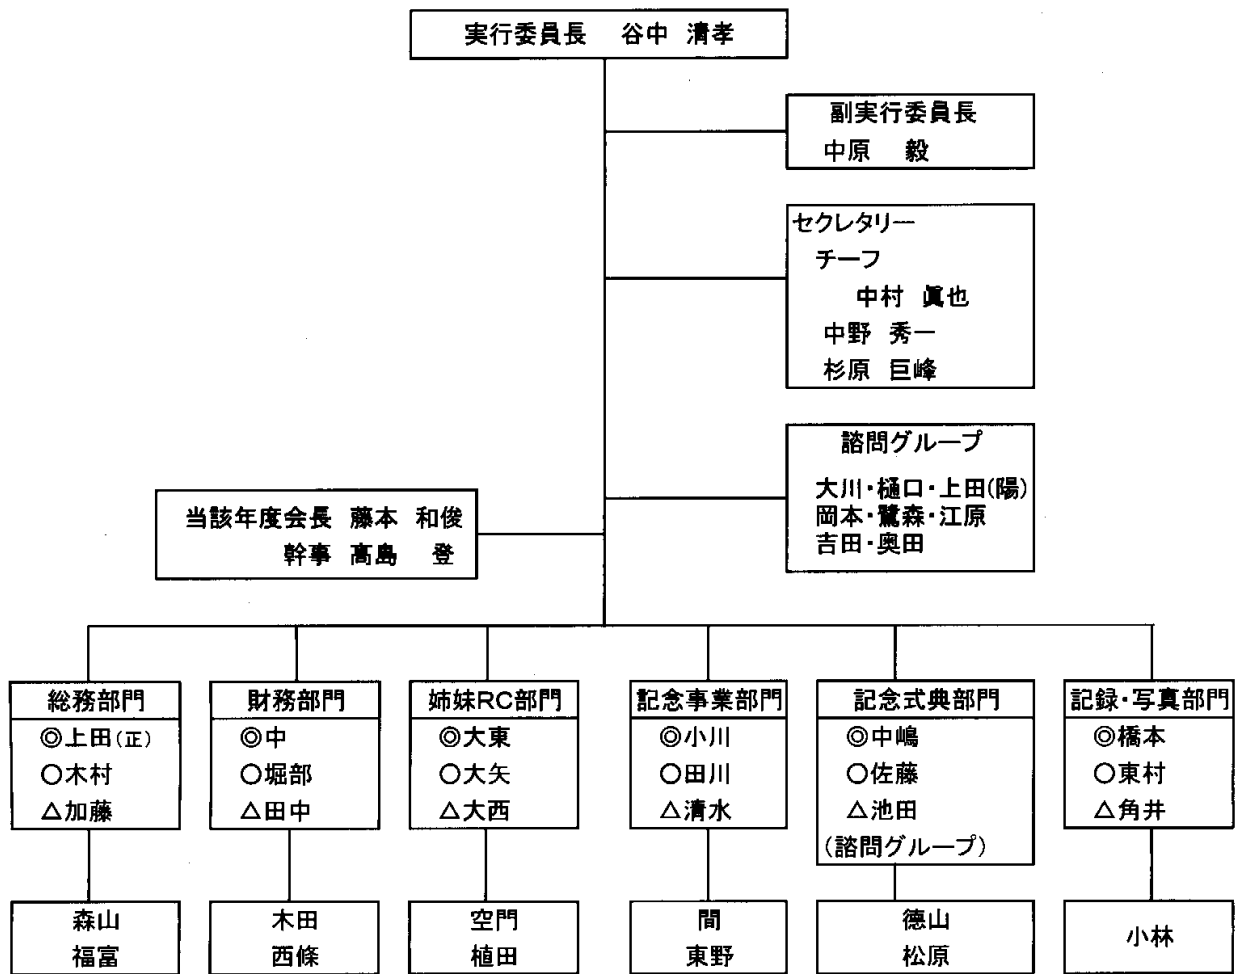 実行委員長 谷中 清孝
副実行委員長
中原 毅
セクレタリー
チーフ
中村 眞也
中野 秀一
杉原 巨峰
諮問グループ
大川・樋口・上田(陽)
岡本・鷺森・江原
吉田・奥田
当該年度会長 藤本 和俊
幹事 髙島 登
総務部門
◎上田(正)
○木村
△加藤
森山
福富
財務部門
◎中
○堀部
△田中
木田
西條
姉妹RC部門
◎大東
○大矢
△大西
空門
植田
記念事業部門
◎小川
○田川
△清水
間
東野
記念式典部門
◎中嶋
○佐藤
△池田
(諮問グループ)
德山
松原
記録・写真部門
◎橋本
○東村
△角井
小林